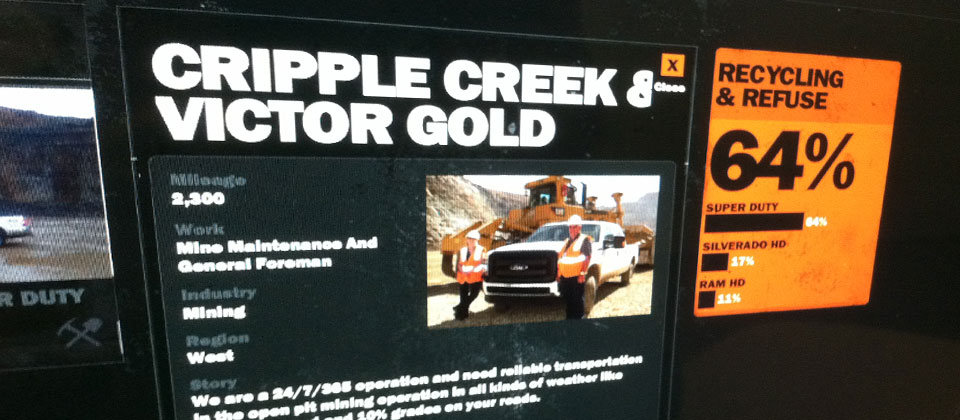 CRIPPLE CREEK &
VICTOR GOLD
X
Close
Mileage
2,300
Work
Mine Maintenance And
General Foreman
Industry
Mining
Region
West
Story
We are a 24/7/365 operation and need reliable transportation
in the open pit mining operation in all kinds of weather like
and 10% grades on your roads.
R DUTY
RECYCLING
& REFUSE
64%
SUPER DUTY
64%
SILVERADO HD
17%
RAM HD
11%